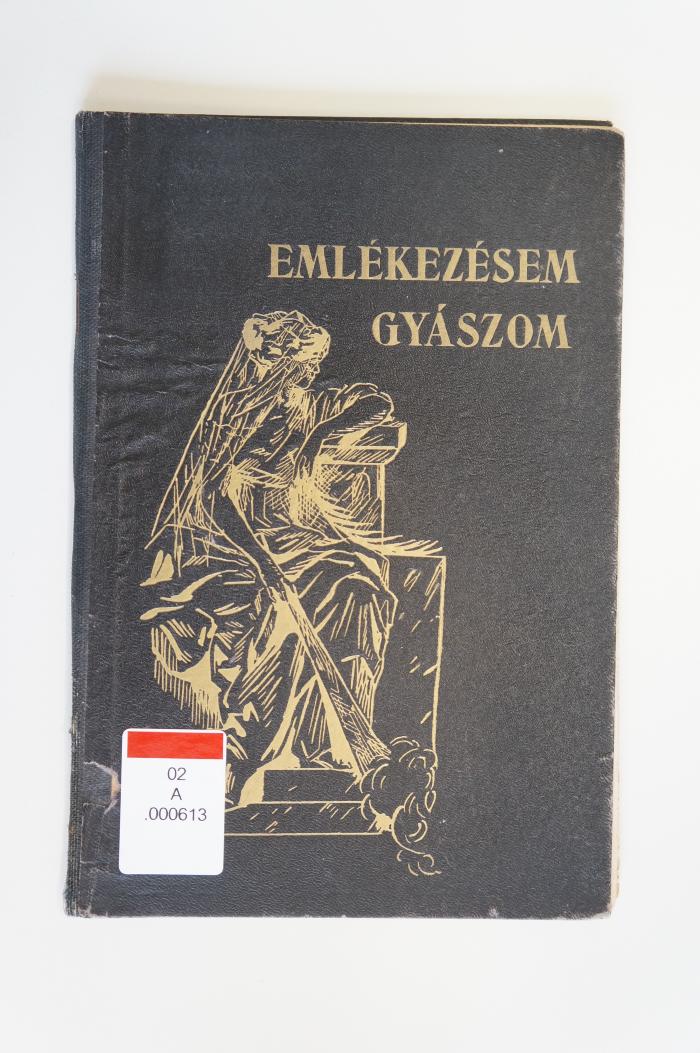 EMLÉKEZÉSEM
GYÁSZOM
02
A
.000613